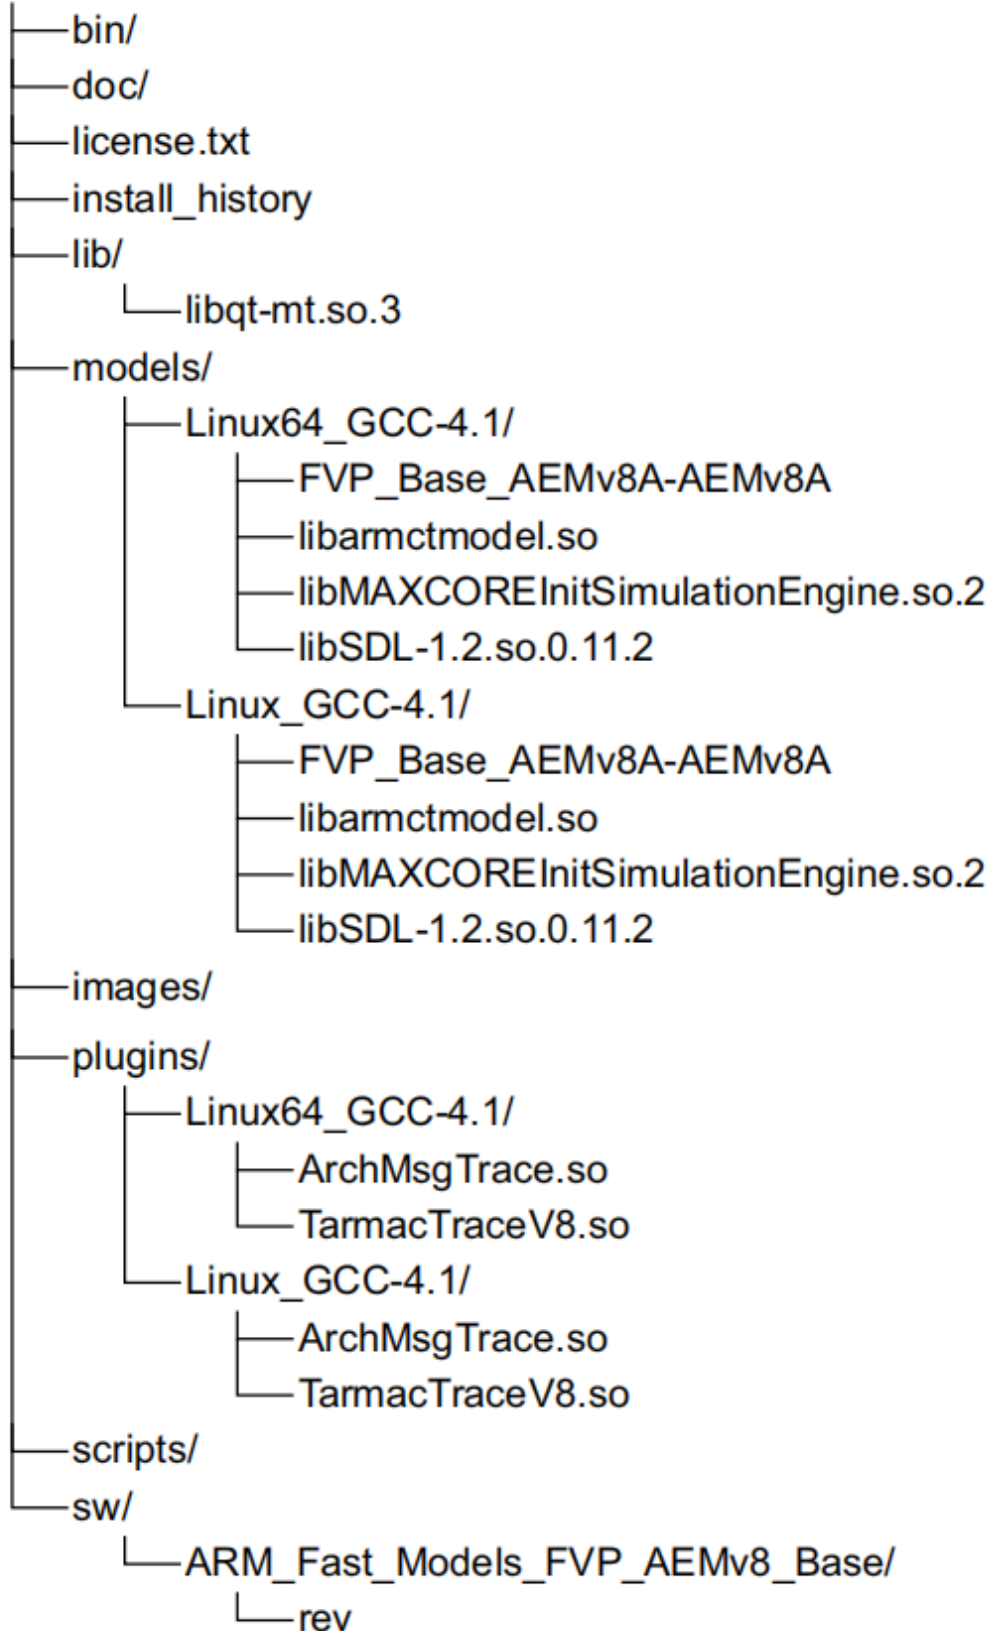 bin/
doc/
license.txt
install_history
lib/
libqt-mt.so.3
models/
Linux64_GCC-4.1/
FVP_Base_AEMv8A-AEMv8A
libarmctmodel.so
libMAXCOREInitSimulationEngine.so.2
libSDL-1.2.so.0.11.2
Linux_GCC-4.1/
FVP_Base_AEMv8A-AEMv8A
libarmctmodel.so
libMAXCOREInitSimulationEngine.so.2
libSDL-1.2.so.0.11.2
images/
plugins/
Linux64_GCC-4.1/
ArchMsgTrace.so
TarmacTraceV8.so
Linux_GCC-4.1/
ArchMsgTrace.so
TarmacTraceV8.so
scripts/
sw/
ARM_Fast_Models_FVP_AEMv8_Base/
rev